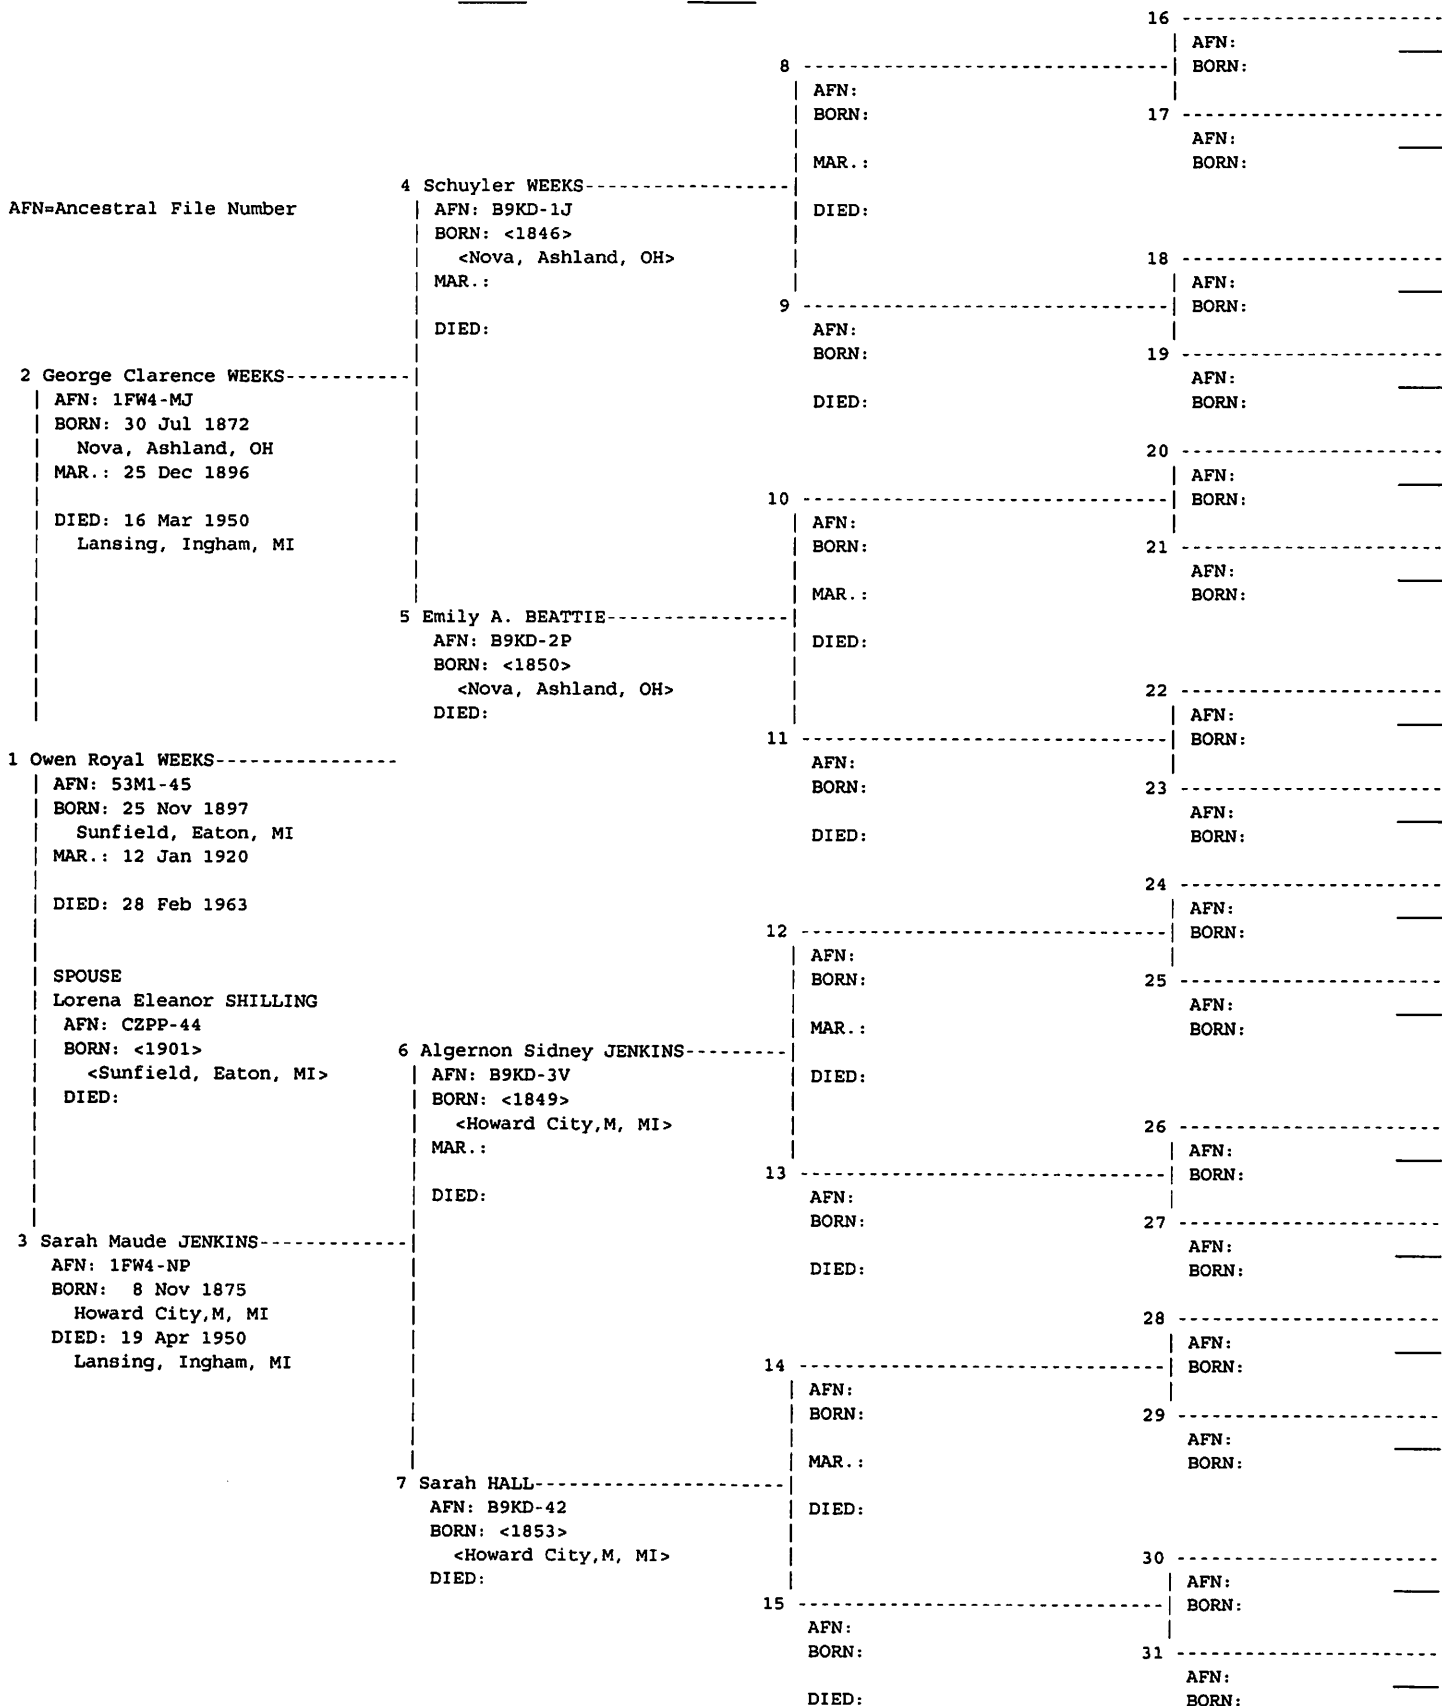 AFN=Ancestral File Number
1 Owen Royal WEEKS----------------
AFN: 53M1-45
BORN: 25 Nov 1897
Sunfield, Eaton, MI
MAR.: 12 Jan 1920
DIED: 28 Feb 1963
SPOUSE
Lorena Eleanor SHILLING
AFN: CZPP-44
BORN: <1901>
<Sunfield, Eaton, MI>
DIED:
2 George Clarence WEEKS-----------
AFN: 1FW4-MJ
BORN: 30 Jul 1872
Nova, Ashland, OH
MAR.: 25 Dec 1896
DIED: 16 Mar 1950
Lansing, Ingham, MI
3 Sarah Maude JENKINS-------------
AFN: 1FW4-NP
BORN: 8 Nov 1875
Howard City,M, MI
DIED: 19 Apr 1950
Lansing, Ingham, MI
4 Schuyler WEEKS------------------
AFN: B9KD-1J
BORN: <1846>
<Nova, Ashland, OH>
MAR.:
DIED:
5 Emily A. BEATTIE----------------
AFN: B9KD-2P
BORN: <1850>
<Nova, Ashland, OH>
DIED:
6 Algernon Sidney JENKINS---------
AFN: B9KD-3V
BORN: <1849>
<Howard City,M, MI>
MAR.:
DIED:
7 Sarah HALL----------------------
AFN: B9KD-42
BORN: <1853>
<Howard City,M, MI>
DIED:
8 ---------------------------------
AFN:
BORN:
MAR.:
DIED:
9 ---------------------------------
AFN:
BORN:
DIED:
10 ---------------------------------
AFN:
BORN:
MAR.:
DIED:
11 ---------------------------------
AFN:
BORN:
DIED:
12 ---------------------------------
AFN:
BORN:
MAR.:
DIED:
13 ---------------------------------
AFN:
BORN:
DIED:
14 ---------------------------------
AFN:
BORN:
MAR.:
DIED:
15 ---------------------------------
AFN:
BORN:
DIED:
16 -----------------------
AFN:
BORN:
17 -----------------------
AFN:
BORN:
18 -----------------------
AFN:
BORN:
19 -----------------------
AFN:
BORN:
20 -----------------------
AFN:
BORN:
21 -----------------------
AFN:
BORN:
22 -----------------------
AFN:
BORN:
23 -----------------------
AFN:
BORN:
24 -----------------------
AFN:
BORN:
25 -----------------------
AFN:
BORN:
26 -----------------------
AFN:
BORN:
27 -----------------------
AFN:
BORN:
28 -----------------------
AFN:
BORN:
29 -----------------------
AFN:
BORN:
30 -----------------------
AFN:
BORN:
31 -----------------------
AFN:
BORN: